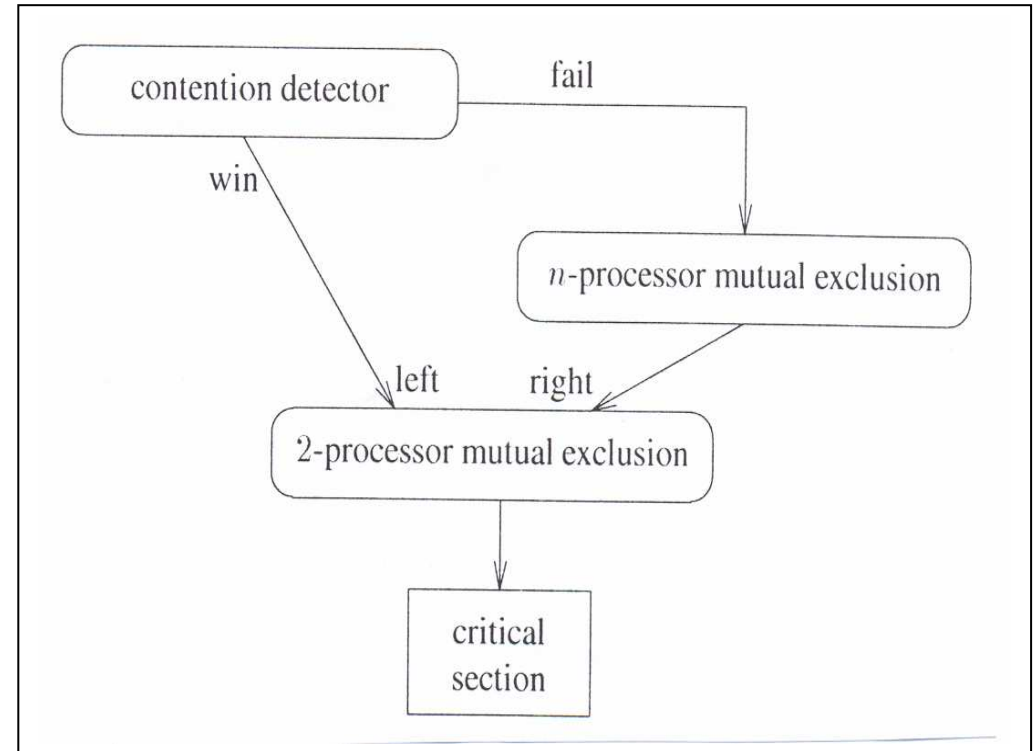 contention detector
fail
win
n-processor mutual exclusion
left
right
2-processor mutual exclusion
critical
section